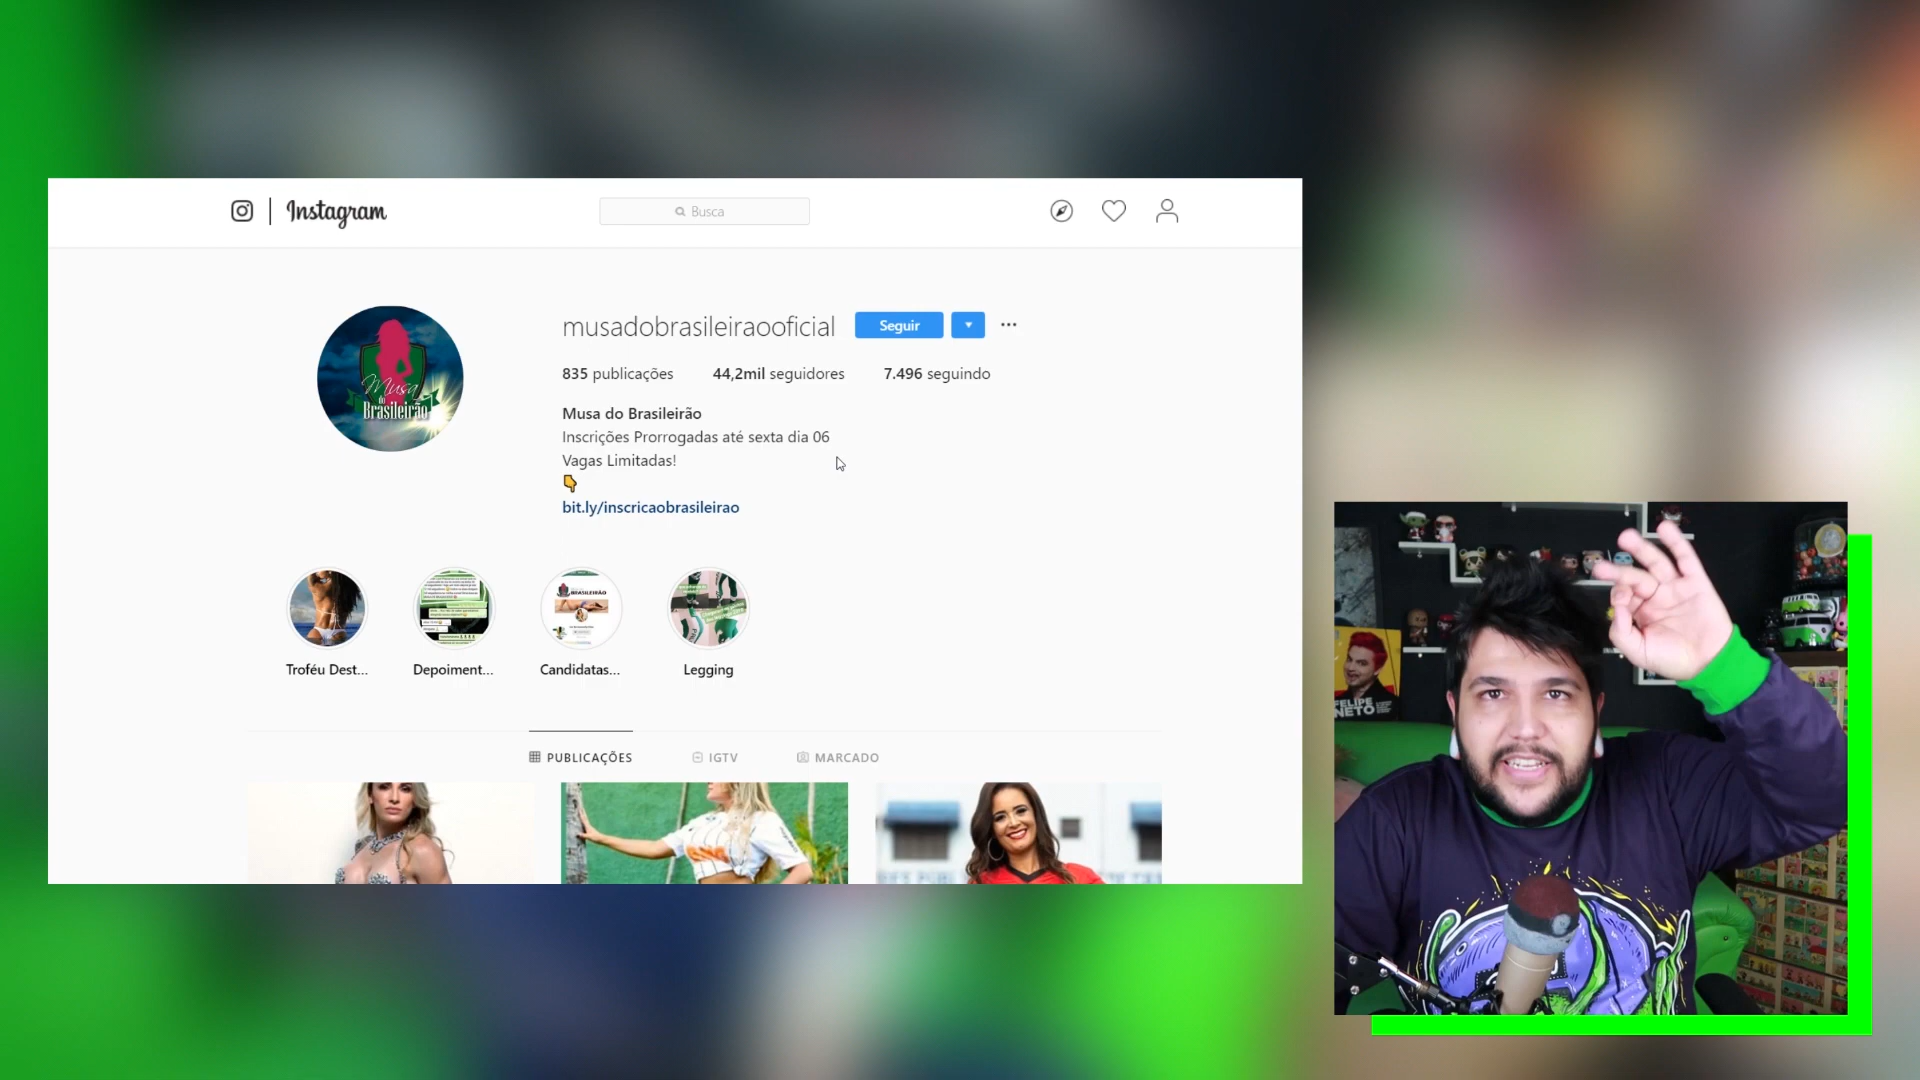 Instagram
Busca
musadobrasileiraooficial
Seguir
835 publicações
44,2mil seguidores
7.496 seguindo
Musa do Brasileirão
Inscrições Prorrogadas até sexta dia 06
Vagas Limitadas!
bit.ly/inscricaobrasileirao
Musa
do
Brasileirão
BRASILEIRÃO
Troféu Dest...
Depoiment...
Candidatas...
Legging
PUBLICAÇÕES
IGTV
MARCADO
FELIPE
NETO